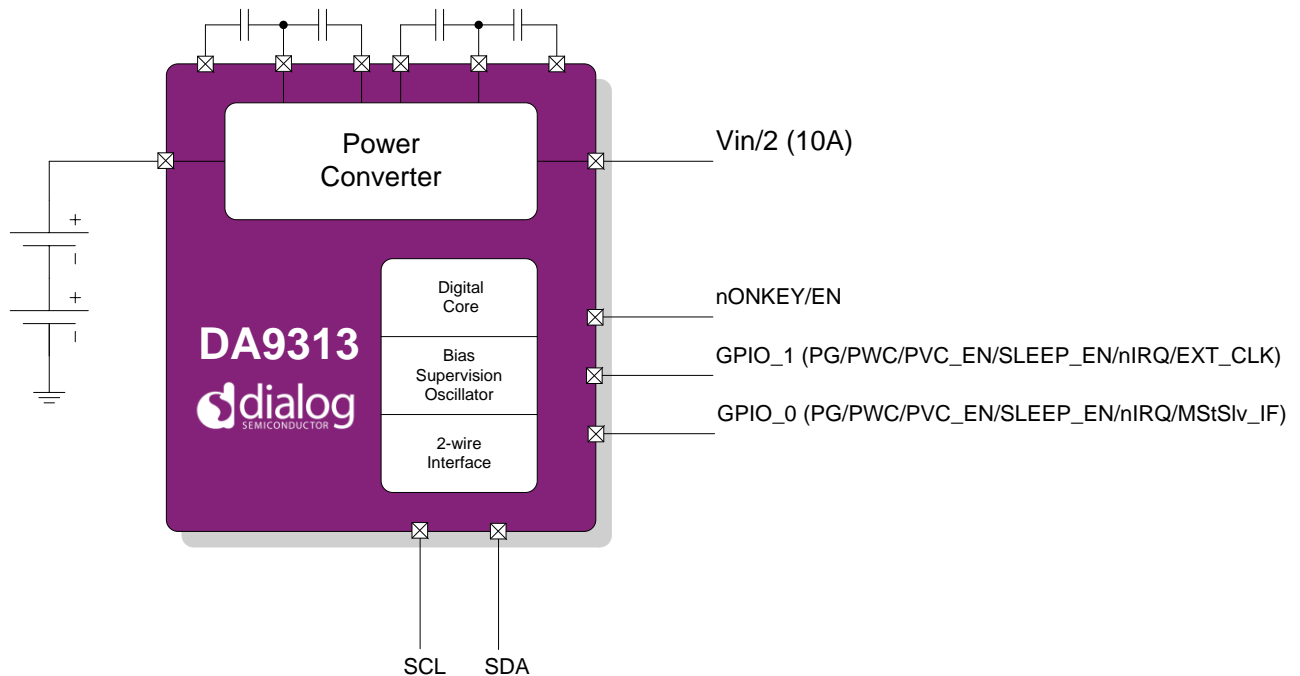 Power
Converter
Vin/2 (10A)
+
–
+
–
Digital
Core
Bias
Supervision
Oscillator
2-wire
Interface
DA9313
dialog
SEMICONDUCTOR
nONKEY/EN
GPIO_1 (PG/PWC/PVC_EN/SLEEP_EN/nIRQ/EXT_CLK)
GPIO_0 (PG/PWC/PVC_EN/SLEEP_EN/nIRQ/MStSlv_IF)
SCL SDA